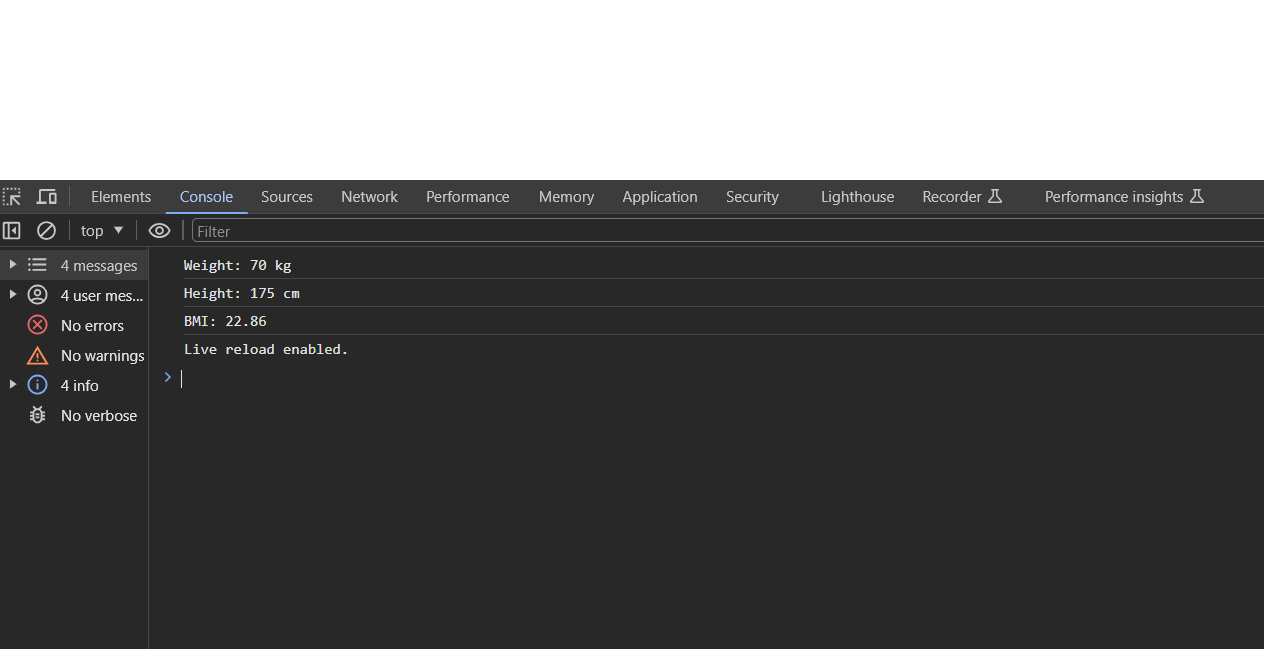 Elements Console Sources Network Performance Memory Application Security Lighthouse Recorder Performance insights
top Filter
4 messages
4 user mes...
No errors
No warnings
4 info
No verbose
Weight: 70 kg
Height: 175 cm
BMI: 22.86
Live reload enabled.